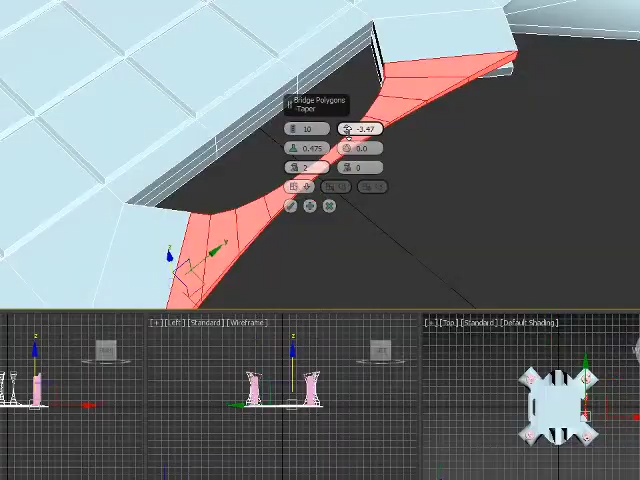 Bridge Polygons
-Taper
10
-3.47
0.475
0.0
2
0
z
y
[+][Left] [Standard] [Wireframe]
[+][Top] [Standard] [Default Shading]
z
z